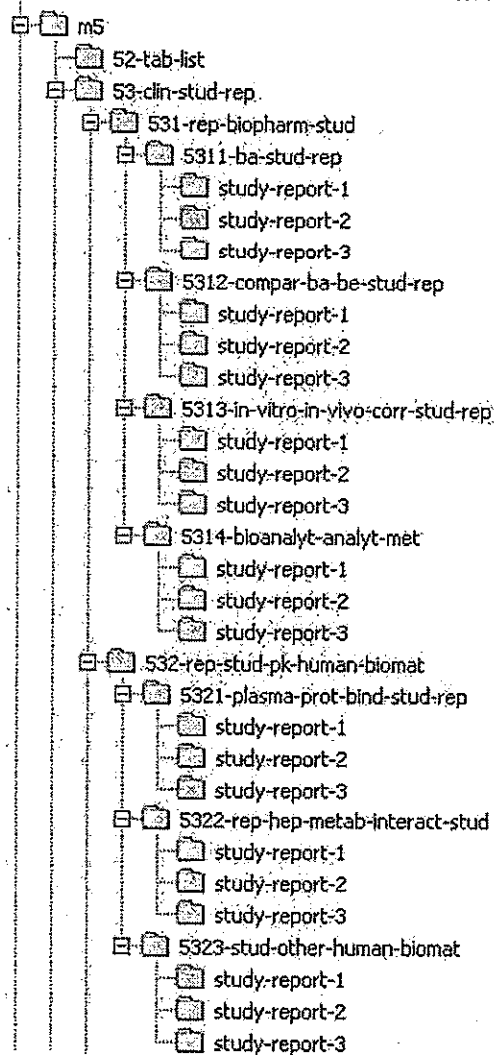 m5
52-tab-list
53-clin-stud-rep
531-rep-biopharm-stud
5311-ba-stud-rep
study-report-1
study-report-2
study-report-3
5312-compar-ba-be-stud-rep
study-report-1
study-report-2
study-report-3
5313-in-vitro-in-vivo-corr-stud-rep
study-report-1
study-report-2
study-report-3
5314-bioanalyt-analyt-met
study-report-1
study-report-2
study-report-3
532-rep-stud-pk-human-biomat
5321-plasma-prot-bind-stud-rep
study-report-1
study-report-2
study-report-3
5322-rep-hep-metab-interact-stud
study-report-1
study-report-2
study-report-3
5323-stud-other-human-biomat
study-report-1
study-report-2
study-report-3